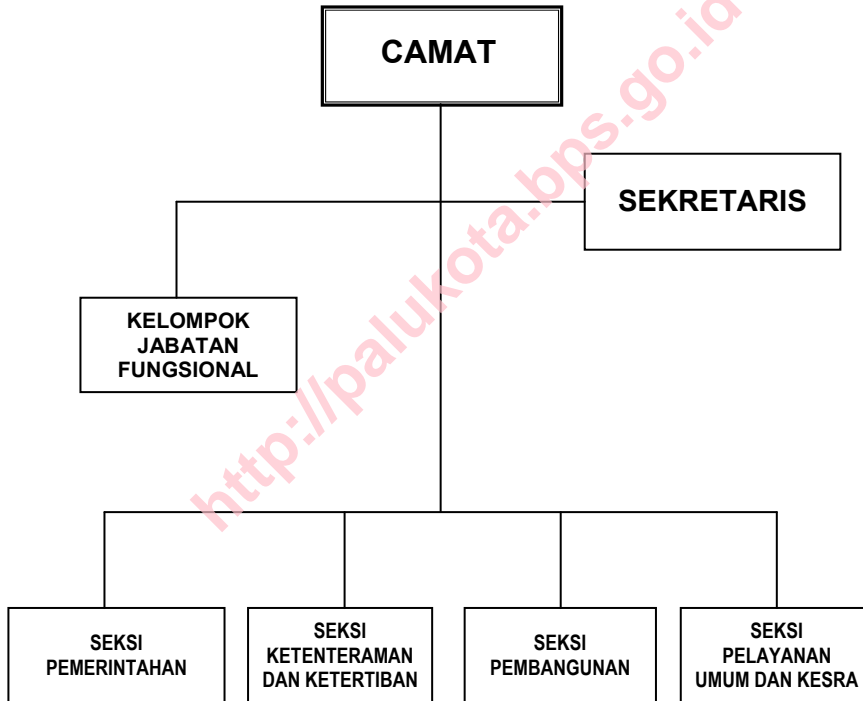 CAMAT
SEKRETARIS
KELOMPOK
JABATAN
FUNGSIONAL
http://palukota.bps.go.id
SEKSI
PEMERINTAHAN
SEKSI
KETENTERAMAN
DAN KETERTIBAN
SEKSI
PEMBANGUNAN
SEKSI
PELAYANAN
UMUM DAN KESRA